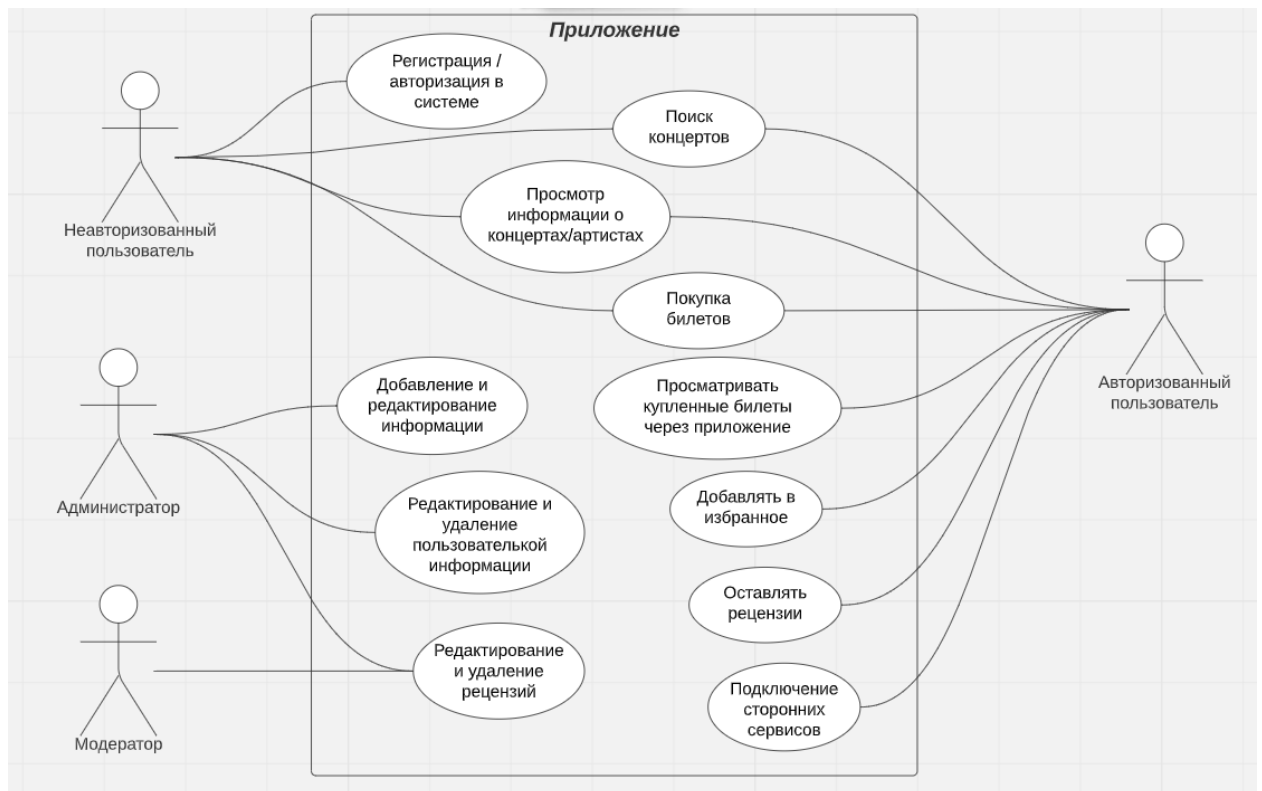 Приложение
Регистрация /
авторизация в
системе
Поиск
концертов
Неавторизованный
пользователь
Просмотр
информации о
концертах/артистах
Покупка
билетов
Авторизованный
пользователь
Добавление и
редактирование
информации
Просматривать
купленные билеты
через приложение
Администратор
Редактирование и
удаление
пользователькой
информации
Добавлять в
избранное
Оставлять
рецензии
Модератор
Редактирование
и удаление
рецензий
Подключение
сторонних
сервисов